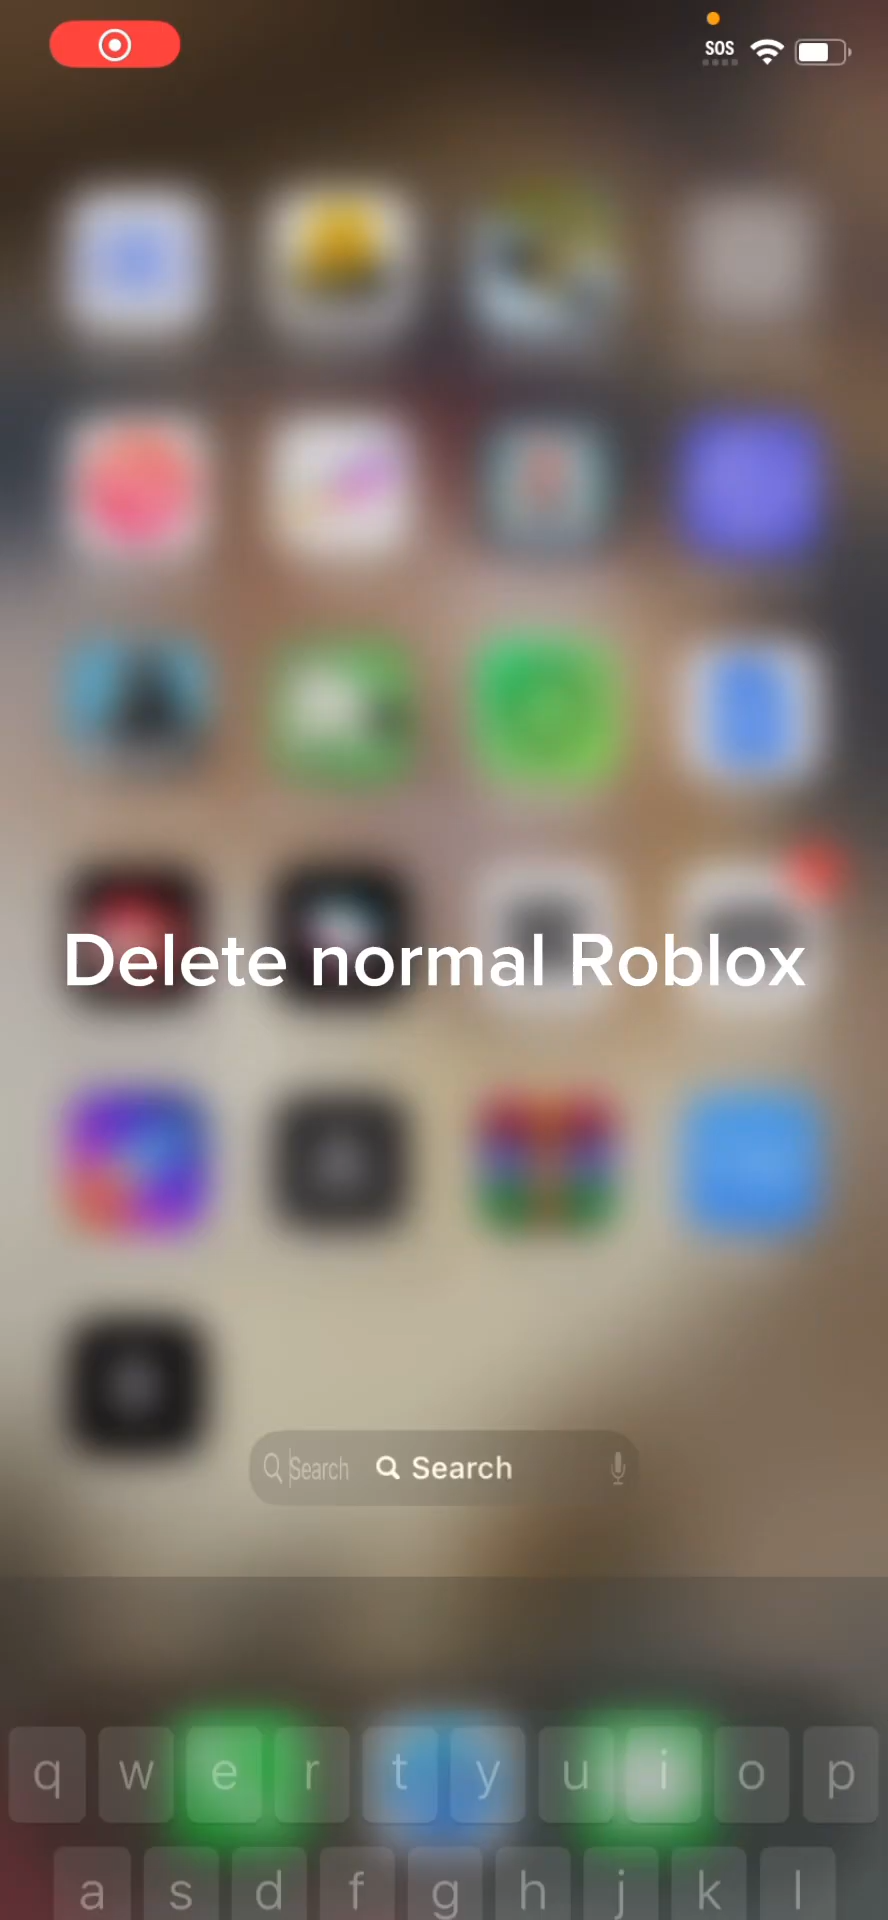 SOS
Delete normal Roblox
Search Search
q w e r t y u i o p
a s d f g h j k l